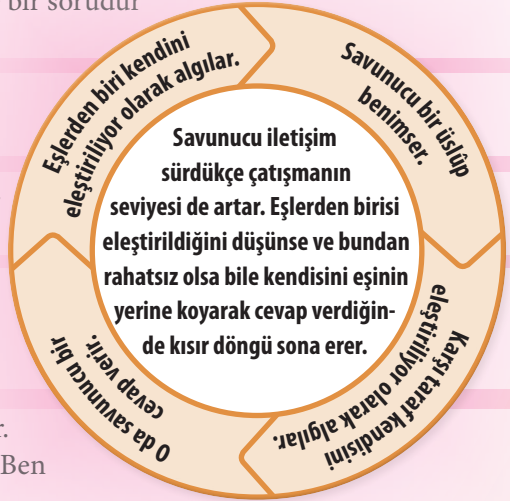 bir sorudur
Eşlerden biri kendini
eleştiriliyor olarak algılar.
Savunucu bir üslûp
benimser.
Karşı taraf kendisini
eleştiriliyor olarak algılar.
O da savunucu bir
cevap verir.
Savunucu iletişim
sürdükçe çatışmanın
seviyesi de artar. Eşlerden birisi
eleştirildiğini düşünse ve bundan
rahatsız olsa bile kendisini eşinin
yerine koyarak cevap verdiğin-
de kısır döngü sona erer.
Ben